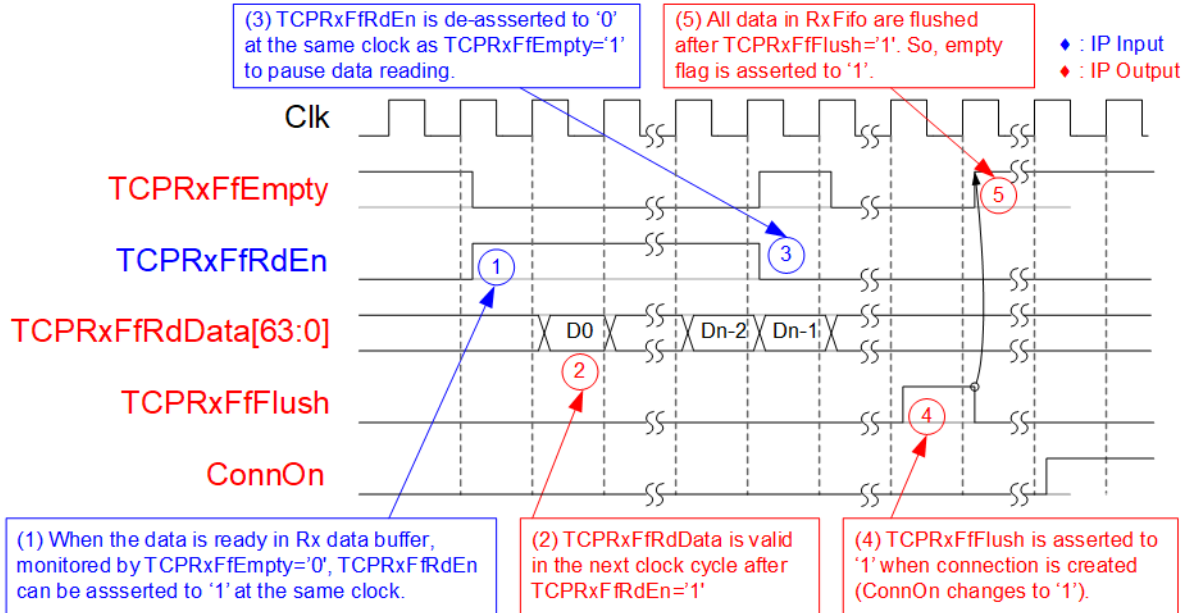 (3) TCPRxFfRdEn is de-assserted to ‘0’
at the same clock as TCPRxFfEmpty=‘1’
to pause data reading.
(5) All data in RxFifo are flushed
after TCPRxFfFlush=‘1’. So, empty
flag is asserted to ‘1’.
♦ : IP Input
♦ : IP Output
Clk
TCPRxFfEmpty
5
TCPRxFfRdEn
1
3
TCPRxFfRdData[63:0]
D0
Dn-2
Dn-1
2
TCPRxFfFlush
4
ConnOn
(1) When the data is ready in Rx data buffer,
monitored by TCPRxFfEmpty=‘0’, TCPRxFfRdEn
can be assserted to ‘1’ at the same clock.
(2) TCPRxFfRdData is valid
in the next clock cycle after
TCPRxFfRdEn=‘1’
(4) TCPRxFfFlush is asserted to
‘1’ when connection is created
(ConnOn changes to ‘1’).